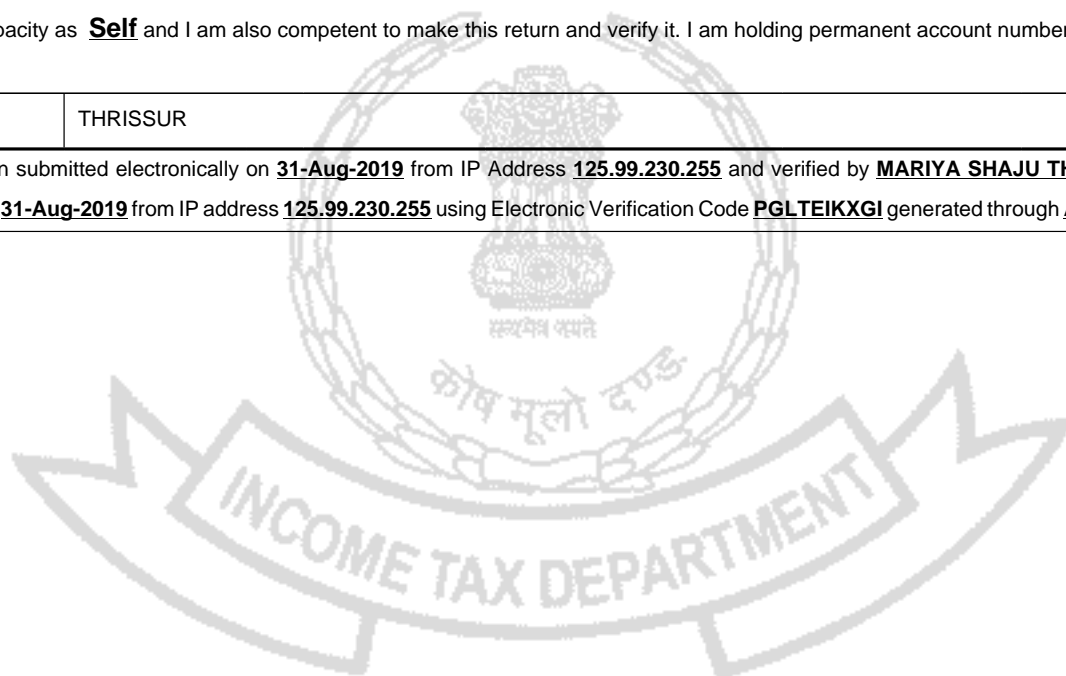 pacity as Self and I am also competent to make this return and verify it. I am holding permanent account number
THRISSUR
n submitted electronically on 31-Aug-2019 from IP Address 125.99.230.255 and verified by MARIYA SHAJU TH
31-Aug-2019 from IP address 125.99.230.255 using Electronic Verification Code PGLTEIKXGI generated through
सत्यमेव जयते
कोष मूलो दण्ड:
INCOME TAX DEPARTMENT